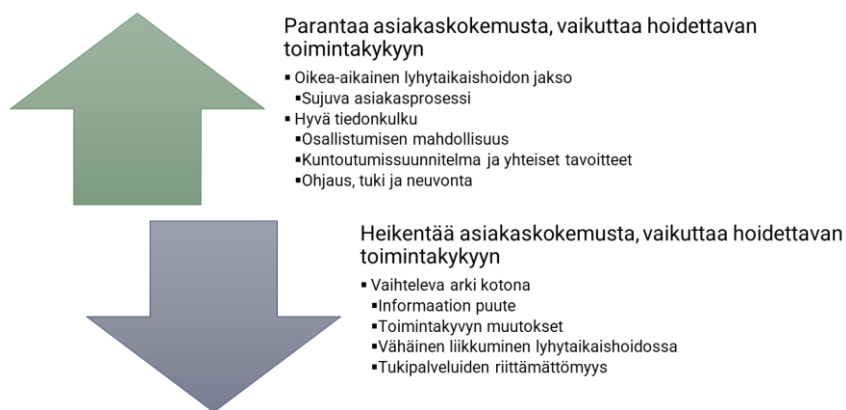 Parantaa asiakaskokemusta, vaikuttaa hoidettavan
toimintakykyyn
▪ Oikea-aikainen lyhytaikaishoidon jakso
▪Sujuva asiakasprosessi
▪ Hyvä tiedonkulku
▪Osallistumisen mahdollisuus
▪Kuntoutumissuunnitelma ja yhteiset tavoitteet
▪Ohjaus, tuki ja neuvonta
Heikentää asiakaskokemusta, vaikuttaa hoidettavan
toimintakykyyn
▪ Vaihteleva arki kotona
▪Informaation puute
▪Toimintakyvyn muutokset
▪Vähäinen liikkuminen lyhytaikaishoidossa
▪Tukipalveluiden riittämättömyys